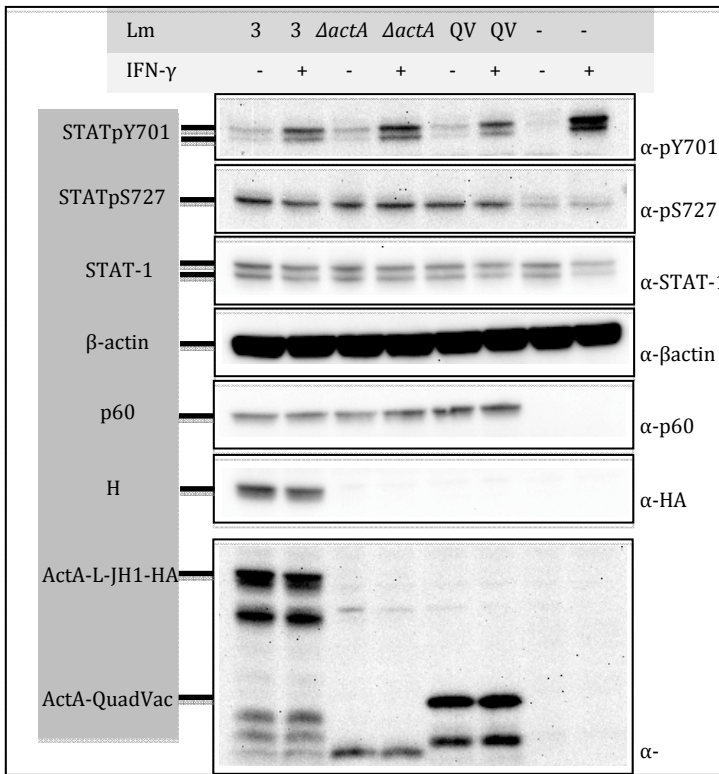 Lm 3 3 ΔactA ΔactA QV QV - -
IFN-γ - + - + - + - +
STATpY701 α-pY701
STATpS727 α-pS727
STAT-1 α-STAT-1
β-actin α-βactin
p60 α-p60
H α-HA
ActA-L-JH1-HA
ActA-QuadVac
α-